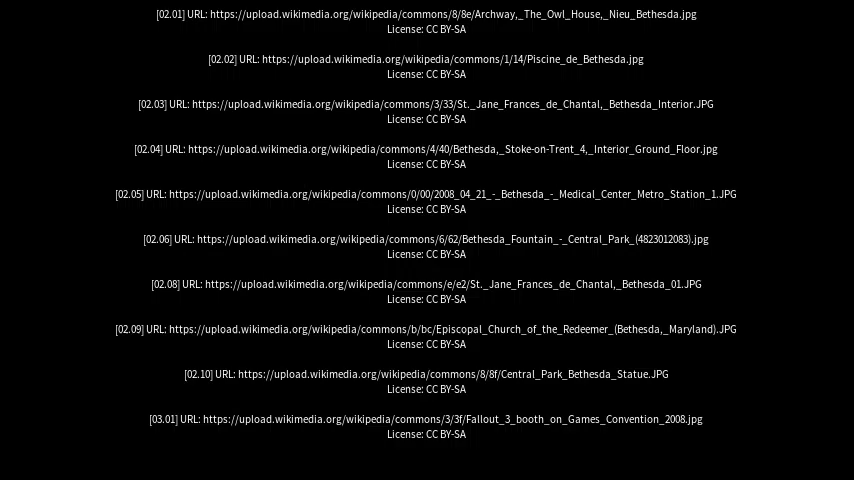 [02.01] URL: https://upload.wikimedia.org/wikipedia/commons/8/8e/Archway,_The_Owl_House,_Nieu_Bethesda.jpg
License: CC BY-SA
[02.02] URL: https://upload.wikimedia.org/wikipedia/commons/1/14/Piscine_de_Bethesda.jpg
License: CC BY-SA
[02.03] URL: https://upload.wikimedia.org/wikipedia/commons/3/33/St._Jane_Frances_de_Chantal,_Bethesda_Interior.JPG
License: CC BY-SA
[02.04] URL: https://upload.wikimedia.org/wikipedia/commons/4/40/Bethesda,_Stoke-on-Trent_4,_Interior_Ground_Floor.jpg
License: CC BY-SA
[02.05] URL: https://upload.wikimedia.org/wikipedia/commons/0/00/2008_04_21_-_Bethesda_-_Medical_Center_Metro_Station_1.JPG
License: CC BY-SA
[02.06] URL: https://upload.wikimedia.org/wikipedia/commons/6/62/Bethesda_Fountain_-_Central_Park_(4823012083).jpg
License: CC BY-SA
[02.08] URL: https://upload.wikimedia.org/wikipedia/commons/e/e2/St._Jane_Frances_de_Chantal,_Bethesda_01.JPG
License: CC BY-SA
[02.09] URL: https://upload.wikimedia.org/wikipedia/commons/b/bc/Episcopal_Church_of_the_Redeemer_(Bethesda,_Maryland).JPG
License: CC BY-SA
[02.10] URL: https://upload.wikimedia.org/wikipedia/commons/8/8f/Central_Park_Bethesda_Statue.JPG
License: CC BY-SA
[03.01] URL: https://upload.wikimedia.org/wikipedia/commons/3/3f/Fallout_3_booth_on_Games_Convention_2008.jpg
License: CC BY-SA